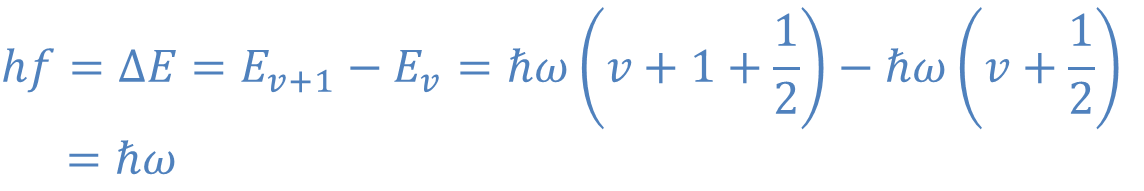 hf = ΔE = E_{v+1} − E_v = ħω(v + 1 + 1/2) − ħω(v + 1/2)
= ħω